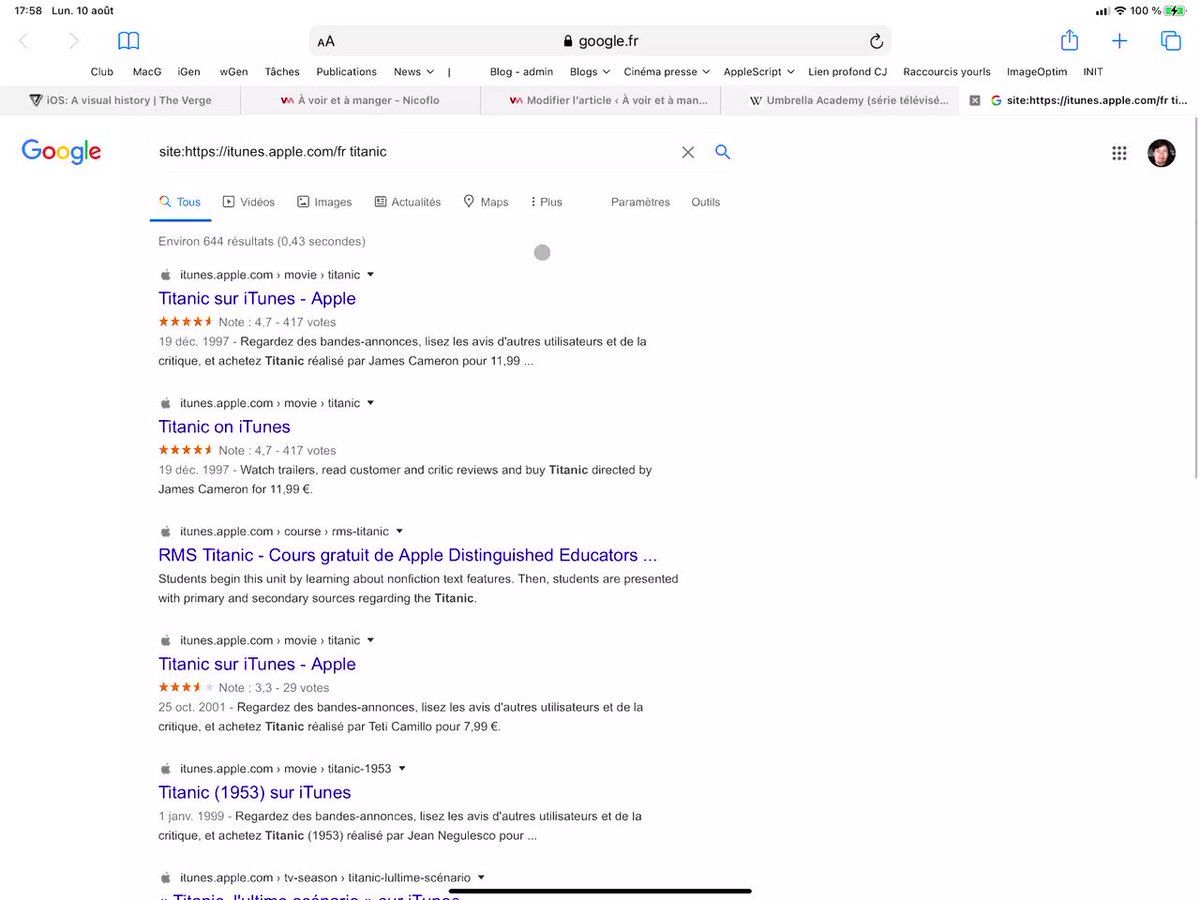 17:58 Lun. 10 août
100 %
AA
google.fr
Club MacG iGen wGen Tâches Publications News | Blog - admin Blogs Cinéma presse AppleScript Lien profond CJ Raccourcis yourls ImageOptim INIT
iOS: A visual history | The Verge
À voir et à manger - Nicoflo
Modifier l'article ‹ À voir et à man...
W Umbrella Academy (série télévisé...
site:https://itunes.apple.com/fr ti...
Google
site:https://itunes.apple.com/fr titanic
Tous Vidéos Images Actualités Maps Plus Paramètres Outils
Environ 644 résultats (0,43 secondes)
itunes.apple.com › movie › titanic
Titanic sur iTunes - Apple
Note : 4,7 - 417 votes
19 déc. 1997 - Regardez des bandes-annonces, lisez les avis d'autres utilisateurs et de la
critique, et achetez Titanic réalisé par James Cameron pour 11,99 ...
itunes.apple.com › movie › titanic
Titanic on iTunes
Note : 4,7 - 417 votes
19 déc. 1997 - Watch trailers, read customer and critic reviews and buy Titanic directed by
James Cameron for 11,99 €.
itunes.apple.com › course › rms-titanic
RMS Titanic - Cours gratuit de Apple Distinguished Educators ...
Students begin this unit by learning about nonfiction text features. Then, students are presented
with primary and secondary sources regarding the Titanic.
itunes.apple.com › movie › titanic
Titanic sur iTunes - Apple
Note : 3,3 - 29 votes
25 oct. 2001 - Regardez des bandes-annonces, lisez les avis d'autres utilisateurs et de la
critique, et achetez Titanic réalisé par Teti Camillo pour 7,99 €.
itunes.apple.com › movie › titanic-1953
Titanic (1953) sur iTunes
1 janv. 1999 - Regardez des bandes-annonces, lisez les avis d'autres utilisateurs et de la
critique, et achetez Titanic (1953) réalisé par Jean Negulesco pour ...
itunes.apple.com › tv-season › titanic-lultime-scénario
« Titanic, l'ultime scénario » sur iTunes